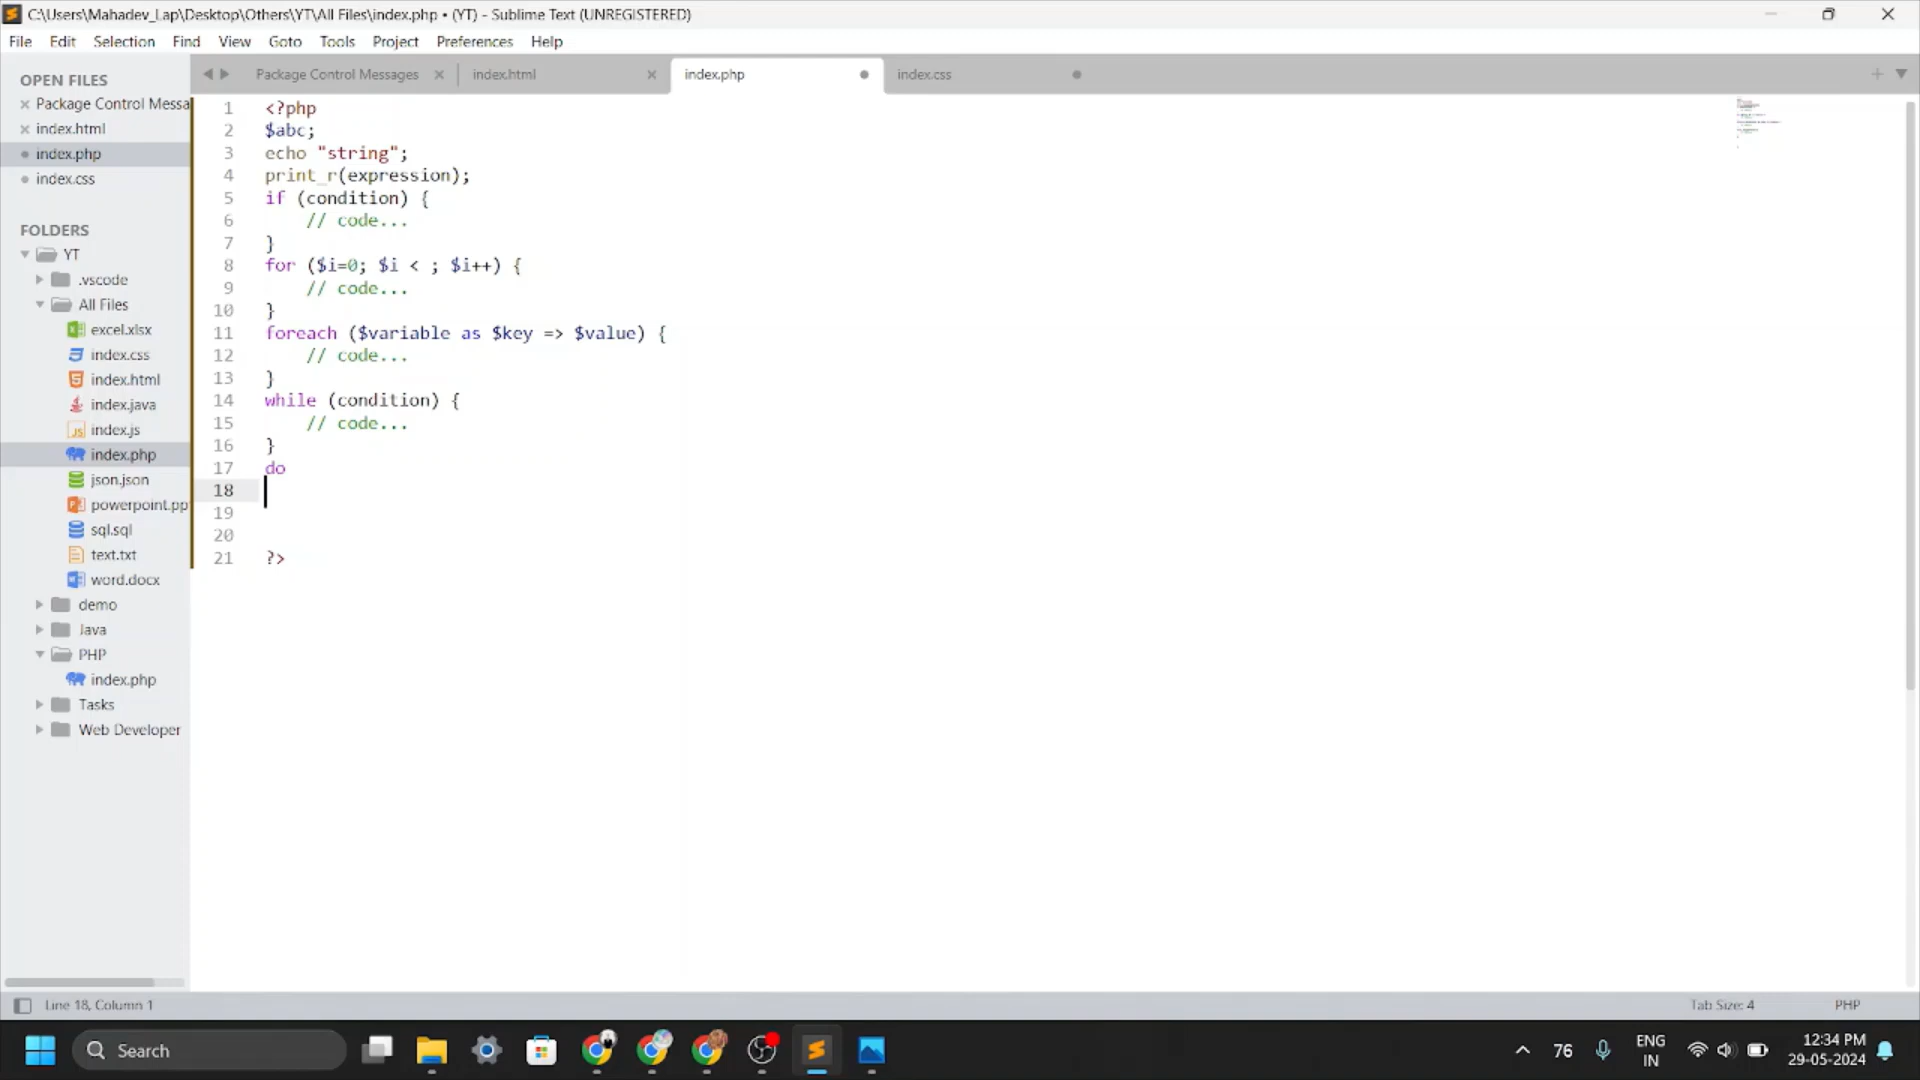 C:\Users\Mahadev_Lap\Desktop\Others\YT\All Files\index.php • (YT) - Sublime Text (UNREGISTERED)
File Edit Selection Find View Goto Tools Project Preferences Help
OPEN FILES
Package Control Messa
index.html
index.php
index.css
FOLDERS
YT
.vscode
All Files
excel.xlsx
index.css
index.html
index.java
index.js
index.php
json.json
powerpoint.pp
sql.sql
text.txt
word.docx
demo
Java
PHP
index.php
Tasks
Web Developer
Package Control Messages index.html index.php index.css
1 <?php
2 $abc;
3 echo "string";
4 print_r(expression);
5 if (condition) {
6 // code...
7 }
8 for ($i=0; $i < ; $i++) {
9 // code...
10 }
11 foreach ($variable as $key => $value) {
12 // code...
13 }
14 while (condition) {
15 // code...
16 }
17 do
18
19
20
21 ?>
Line 18, Column 1 Tab Size: 4 PHP
Search 76 ENG 12:34 PM
IN 29-05-2024